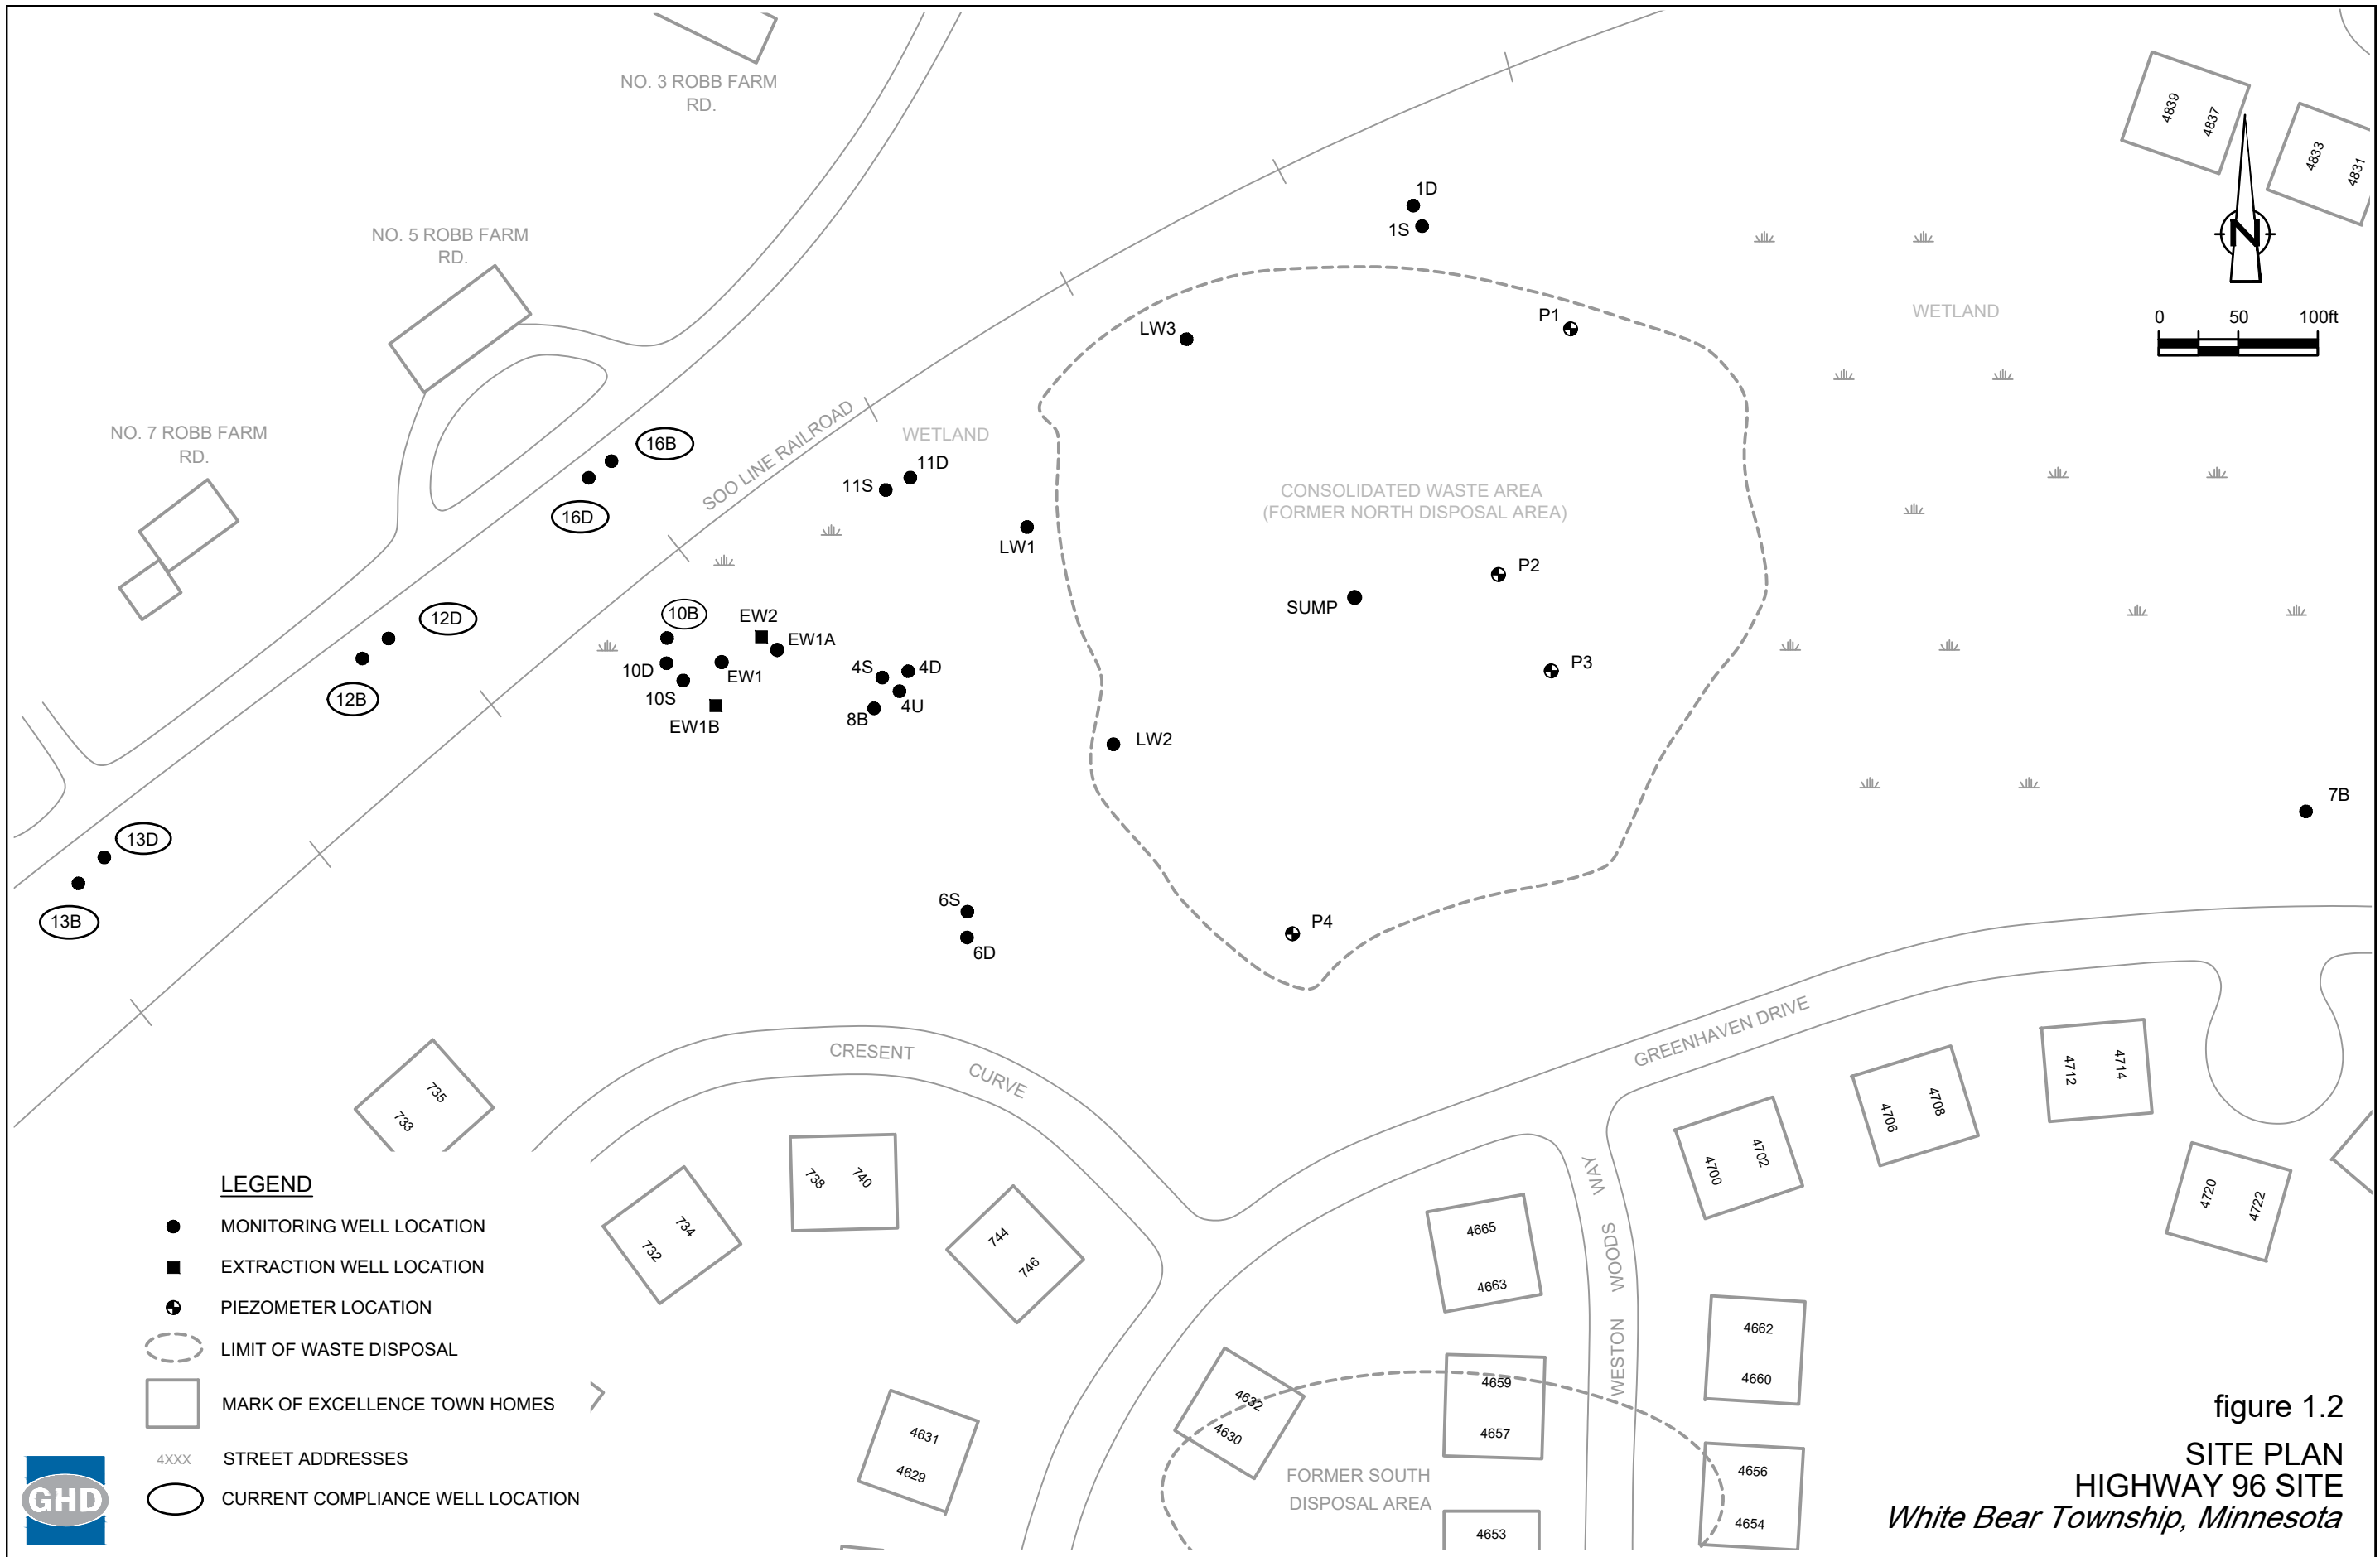 NO. 3 ROBB FARM
RD.
4839
4837
4833
4831
1D
1S
NO. 5 ROBB FARM
RD.
N
WETLAND
0 50 100ft
P1
LW3
NO. 7 ROBB FARM
RD.
16B
SOO LINE RAILROAD
WETLAND
11D
11S
16D
CONSOLIDATED WASTE AREA
(FORMER NORTH DISPOSAL AREA)
LW1
P2
SUMP
12D
10B
EW2
EW1A
10D
EW1
4S
4D
P3
12B
10S
4U
8B
EW1B
LW2
7B
13D
13B
6S
6D
P4
GREENHAVEN DRIVE
CRESENT
CURVE
735
733
4712
4714
4706
4708
4700
4702
4720
4722
738
740
734
732
744
746
4665
4663
WESTON WOODS WAY
4662
4660
4632
4630
4659
4657
4631
4629
4656
4654
4653
FORMER SOUTH
DISPOSAL AREA
LEGEND
MONITORING WELL LOCATION
EXTRACTION WELL LOCATION
PIEZOMETER LOCATION
LIMIT OF WASTE DISPOSAL
MARK OF EXCELLENCE TOWN HOMES
4XXX STREET ADDRESSES
CURRENT COMPLIANCE WELL LOCATION
GHD
figure 1.2
SITE PLAN
HIGHWAY 96 SITE
White Bear Township, Minnesota